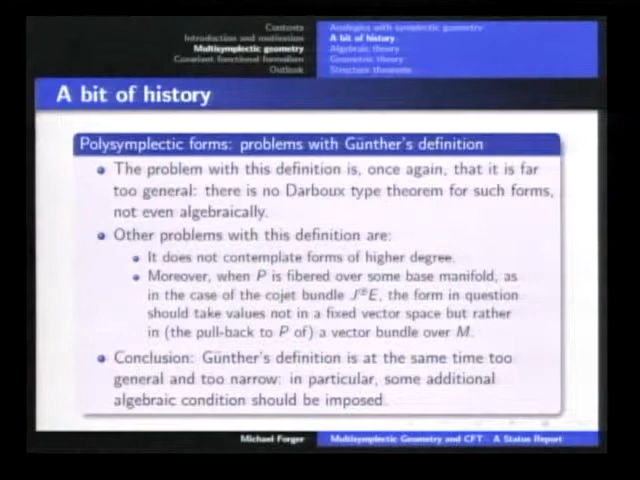 Contents
Introduction and motivation
Multisymplectic geometry
Covariant functional formalism
Outlook
Analogies with symplectic geometry
A bit of history
Algebraic theory
Geometric theory
Structure theorems
A bit of history
Polysymplectic forms: problems with Günther's definition
The problem with this definition is, once again, that it is far
too general: there is no Darboux type theorem for such forms,
not even algebraically.
Other problems with this definition are:
It does not contemplate forms of higher degree.
Moreover, when P is fibered over some base manifold, as
in the case of the cojet bundle J⊛E, the form in question
should take values not in a fixed vector space but rather
in (the pull-back to P of) a vector bundle over M.
Conclusion: Günther's definition is at the same time too
general and too narrow: in particular, some additional
algebraic condition should be imposed.
Michael Forger
Multisymplectic Geometry and CFT - A Status Report